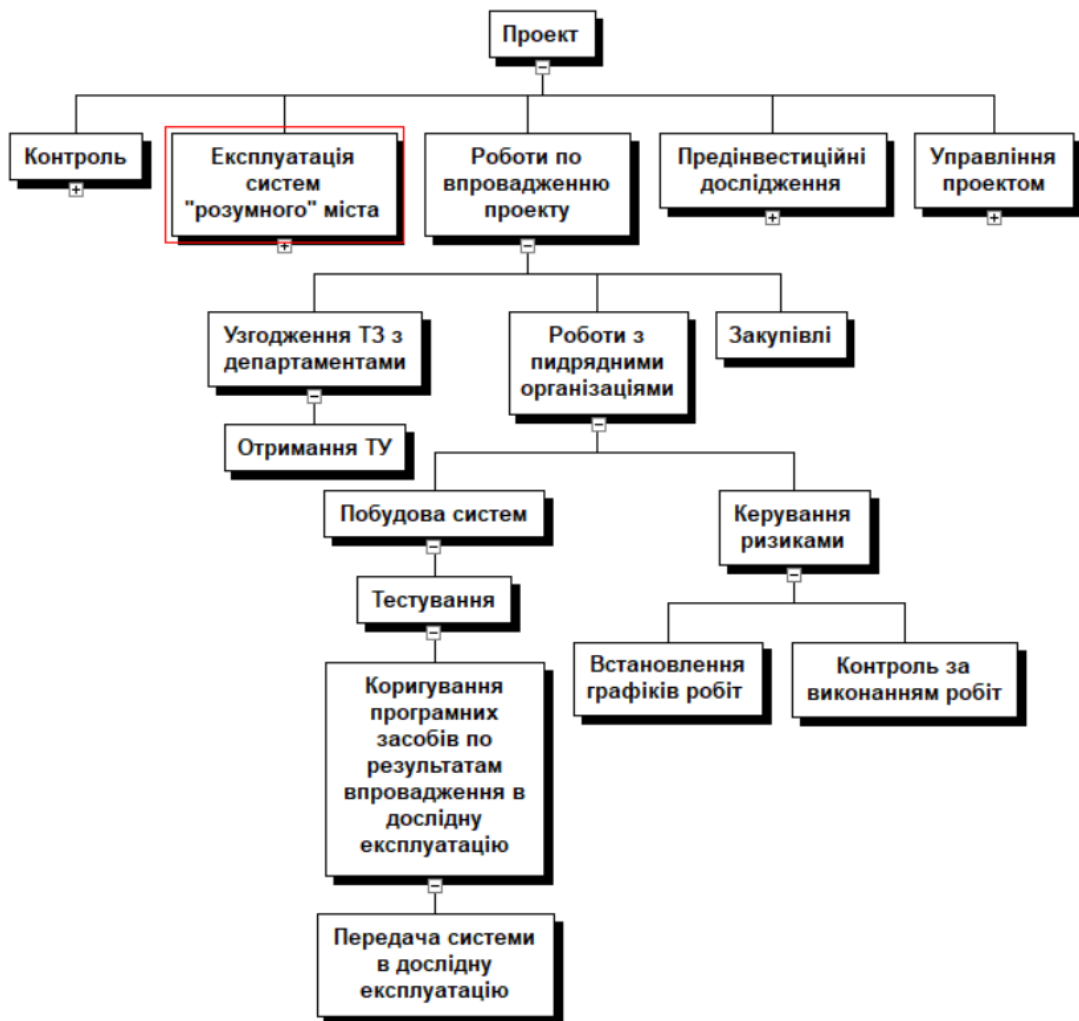 Проект
Контроль
Експлуатація
систем
"розумного" міста
Роботи по
впровадженню
проекту
Предінвестиційні
дослідження
Управління
проектом
Узгодження ТЗ з
департаментами
Роботи з
пидрядними
організаціями
Закупівлі
Отримання ТУ
Побудова систем
Керування
ризиками
Тестування
Встановлення
графіків робіт
Контроль за
виконанням робіт
Коригування
програмних
засобів по
результатам
впровадження в
дослідну
експлуатацію
Передача системи
в дослідну
експлуатацію